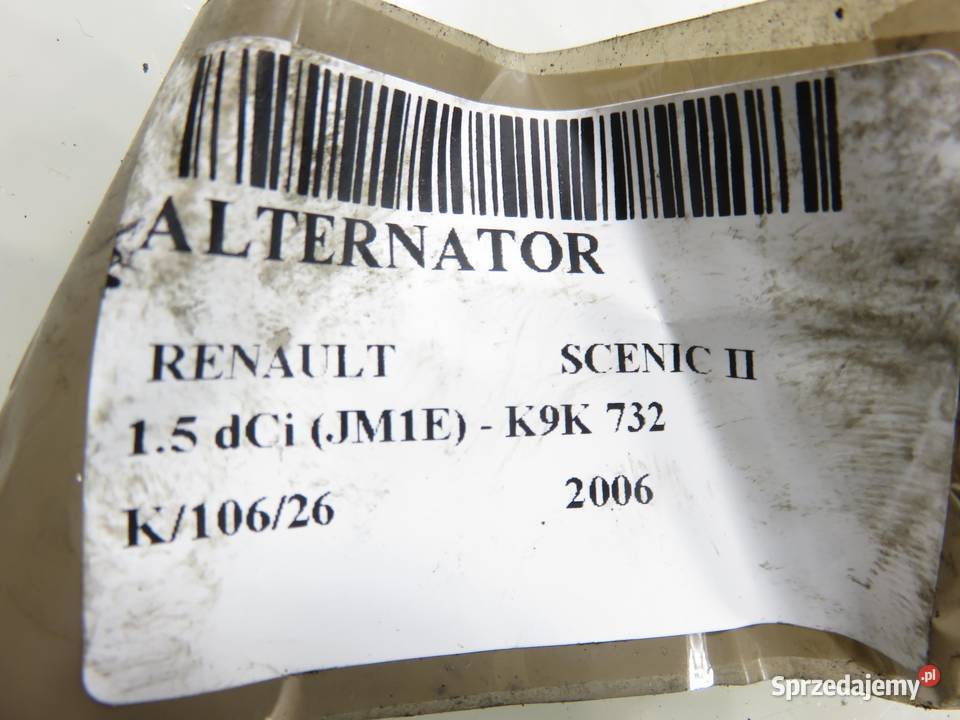 ALTERNATOR
RENAULT SCENIC II
1.5 dCi (JM1E) - K9K 732
K/106/26 2006
Sprzedajemy.pl